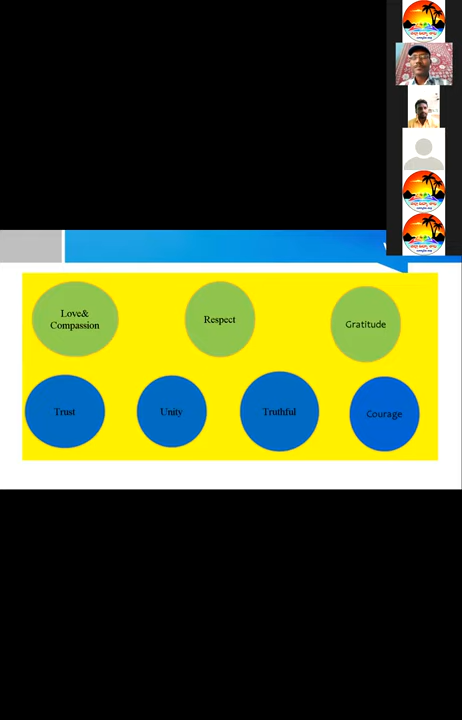 Love&
Compassion
Respect
Gratitude
Trust
Unity
Truthful
Courage